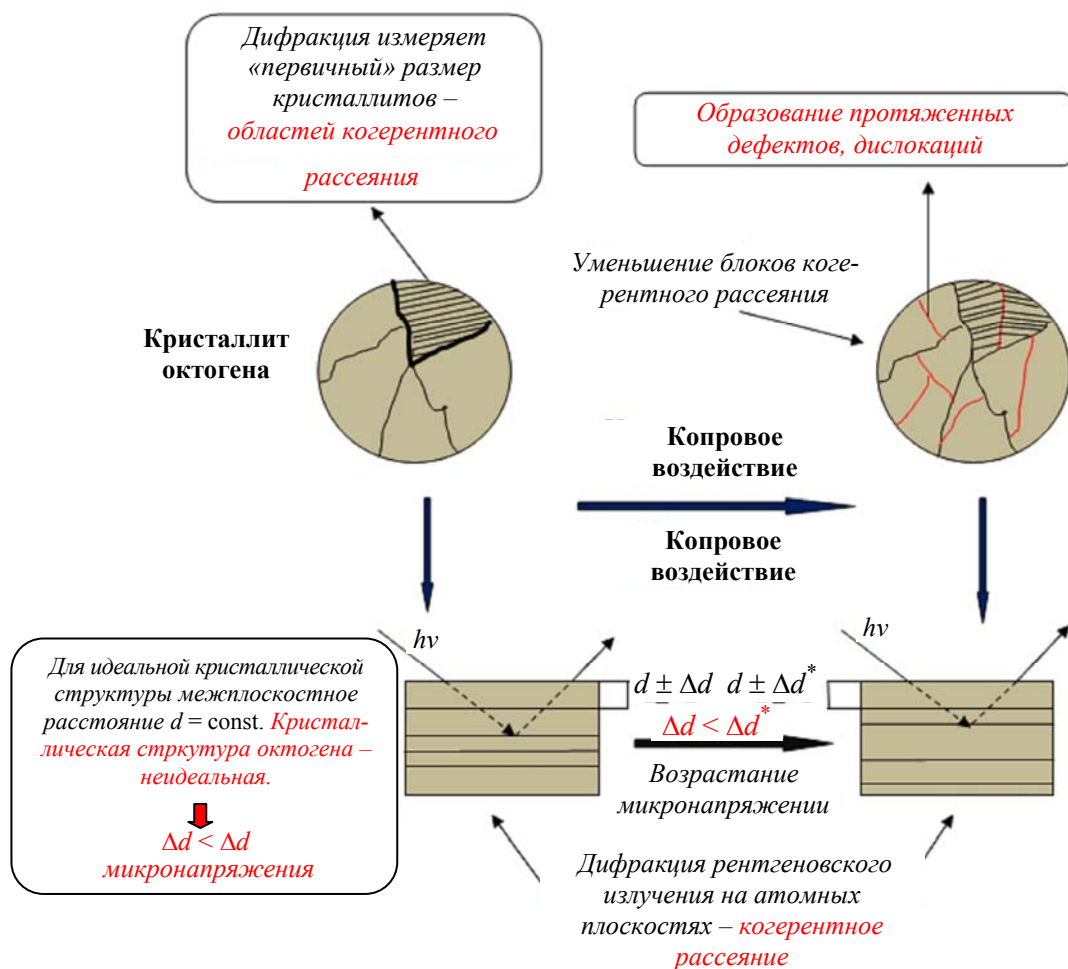 Дифракция измеряет
«первичный» размер
кристаллитов –
областей когерентного
рассеяния
Образование протяженных
дефектов, дислокаций
Уменьшение блоков коге-
рентного рассеяния
Кристаллит
октогена
Копровое
воздействие
Копровое
воздействие
hν
hν
Для идеальной кристаллической
структуры межплоскостное
расстояние d = const. Кристал-
лическая стркутура октогена –
неидеальная.
Δd < Δd
микронапряжения
d ± Δd d ± Δd*
Δd < Δd*
Возрастание
микронапряжении
Дифракция рентгеновского
излучения на атомных
плоскостях – когерентное
рассеяние